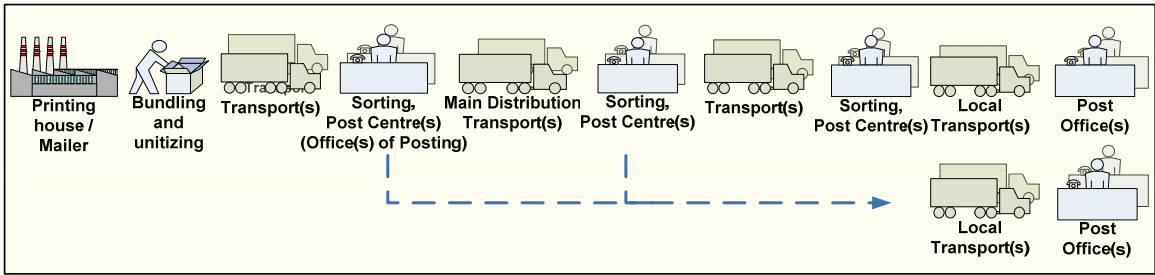 Printing
house /
Mailer
Bundling
and
unitizing
Transport(s)
Sorting,
Post Centre(s)
(Office(s) of Posting)
Main Distribution
Transport(s)
Sorting,
Post Centre(s)
Transport(s)
Sorting,
Post Centre(s)
Local
Transport(s)
Post
Office(s)
Local
Transport(s)
Post
Office(s)